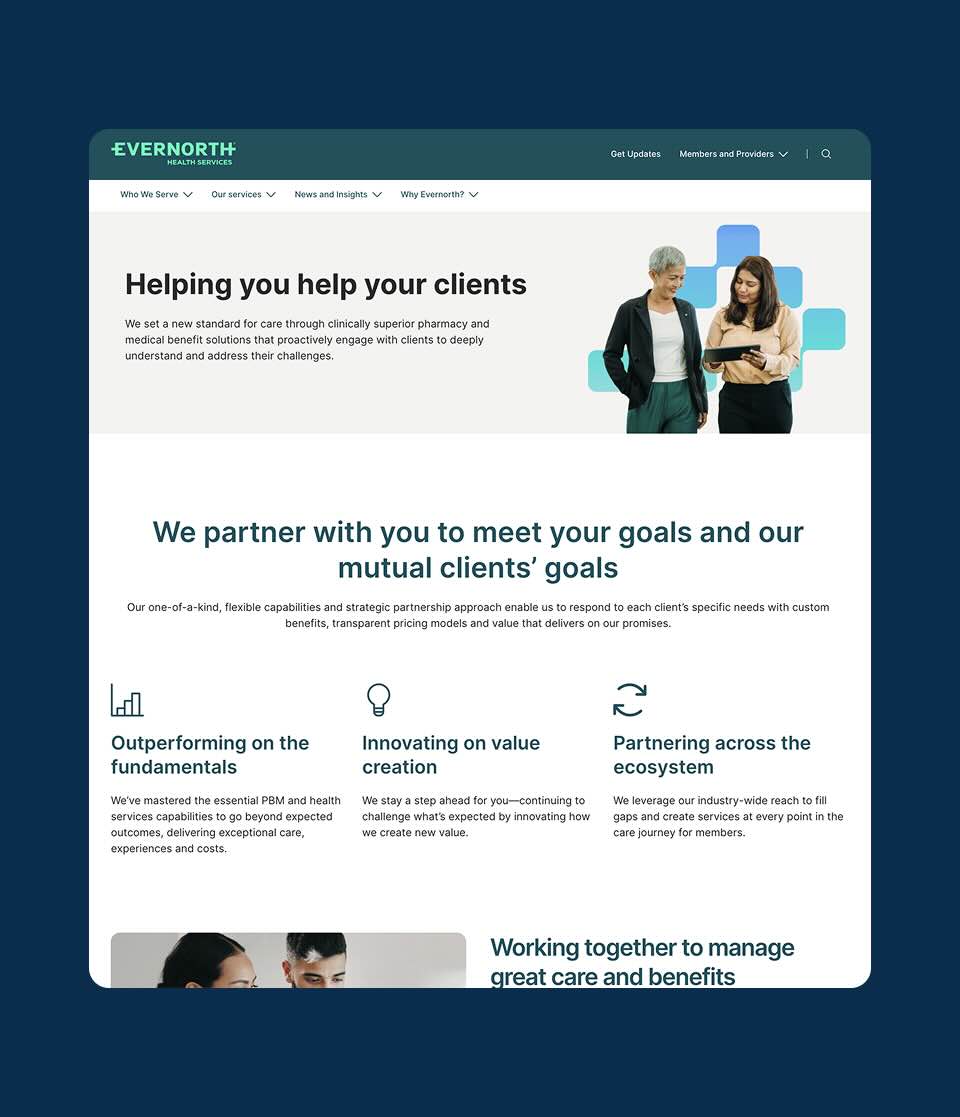 EVERNORTH
HEALTH SERVICES
Get Updates
Members and Providers
Who We Serve
Our services
News and Insights
Why Evernorth?
Helping you help your clients
We set a new standard for care through clinically superior pharmacy and
medical benefit solutions that proactively engage with clients to deeply
understand and address their challenges.
We partner with you to meet your goals and our
mutual clients’ goals
Our one-of-a-kind, flexible capabilities and strategic partnership approach enable us to respond to each client’s specific needs with custom
benefits, transparent pricing models and value that delivers on our promises.
Outperforming on the
fundamentals
We’ve mastered the essential PBM and health
services capabilities to go beyond expected
outcomes, delivering exceptional care,
experiences and costs.
Innovating on value
creation
We stay a step ahead for you—continuing to
challenge what’s expected by innovating how
we create new value.
Partnering across the
ecosystem
We leverage our industry-wide reach to fill
gaps and create services at every point in the
care journey for members.
Working together to manage
great care and benefits